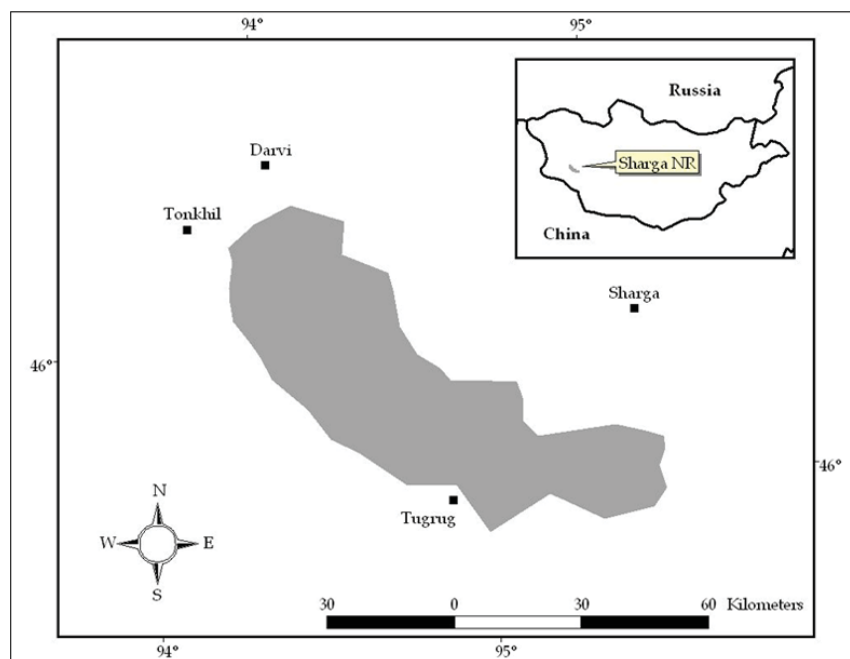 94°
95°
Russia
Darvi
Sharga NR
Tonkhil
China
Sharga
46°
46°
N
Tugrug
W E
S
30 0 30 60 Kilometers
94°
95°